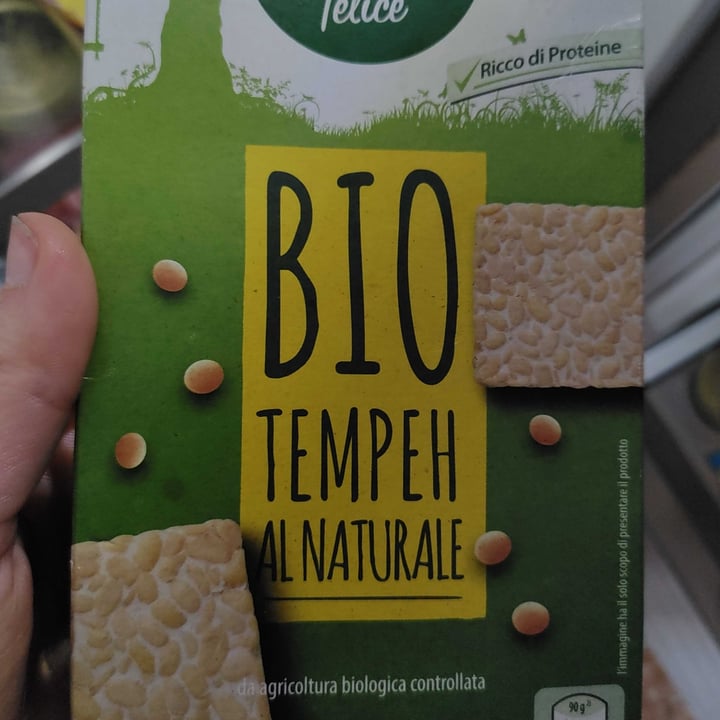 felice
Ricco di Proteine
BIO
TEMPEH
AL NATURALE
da agricoltura biologica controllata
l'immagine ha il solo scopo di presentare il prodotto
90 g